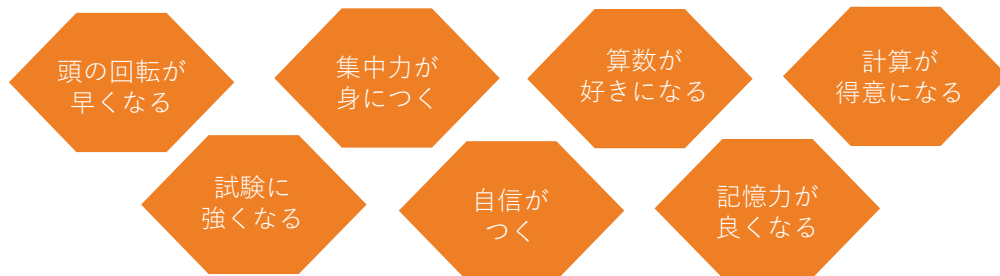 頭の回転が
早くなる
集中力が
身につく
算数が
好きになる
計算が
得意になる
試験に
強くなる
自信が
つく
記憶力が
良くなる